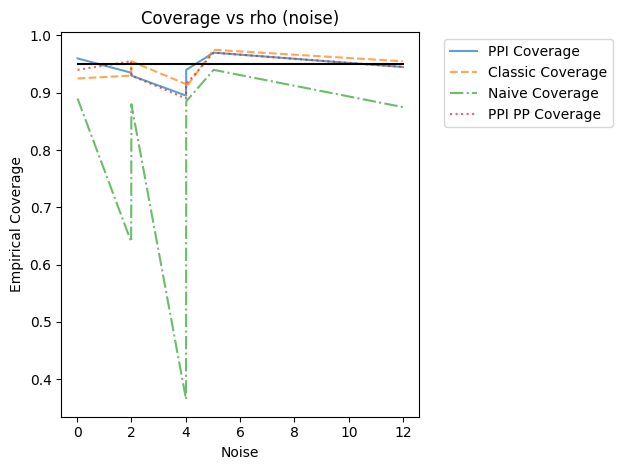 Coverage vs rho (noise)
1.0
0.9
0.8
0.7
0.6
0.5
0.4
Empirical Coverage
0 2 4 6 8 10 12
Noise
PPI Coverage
Classic Coverage
Naive Coverage
PPI PP Coverage